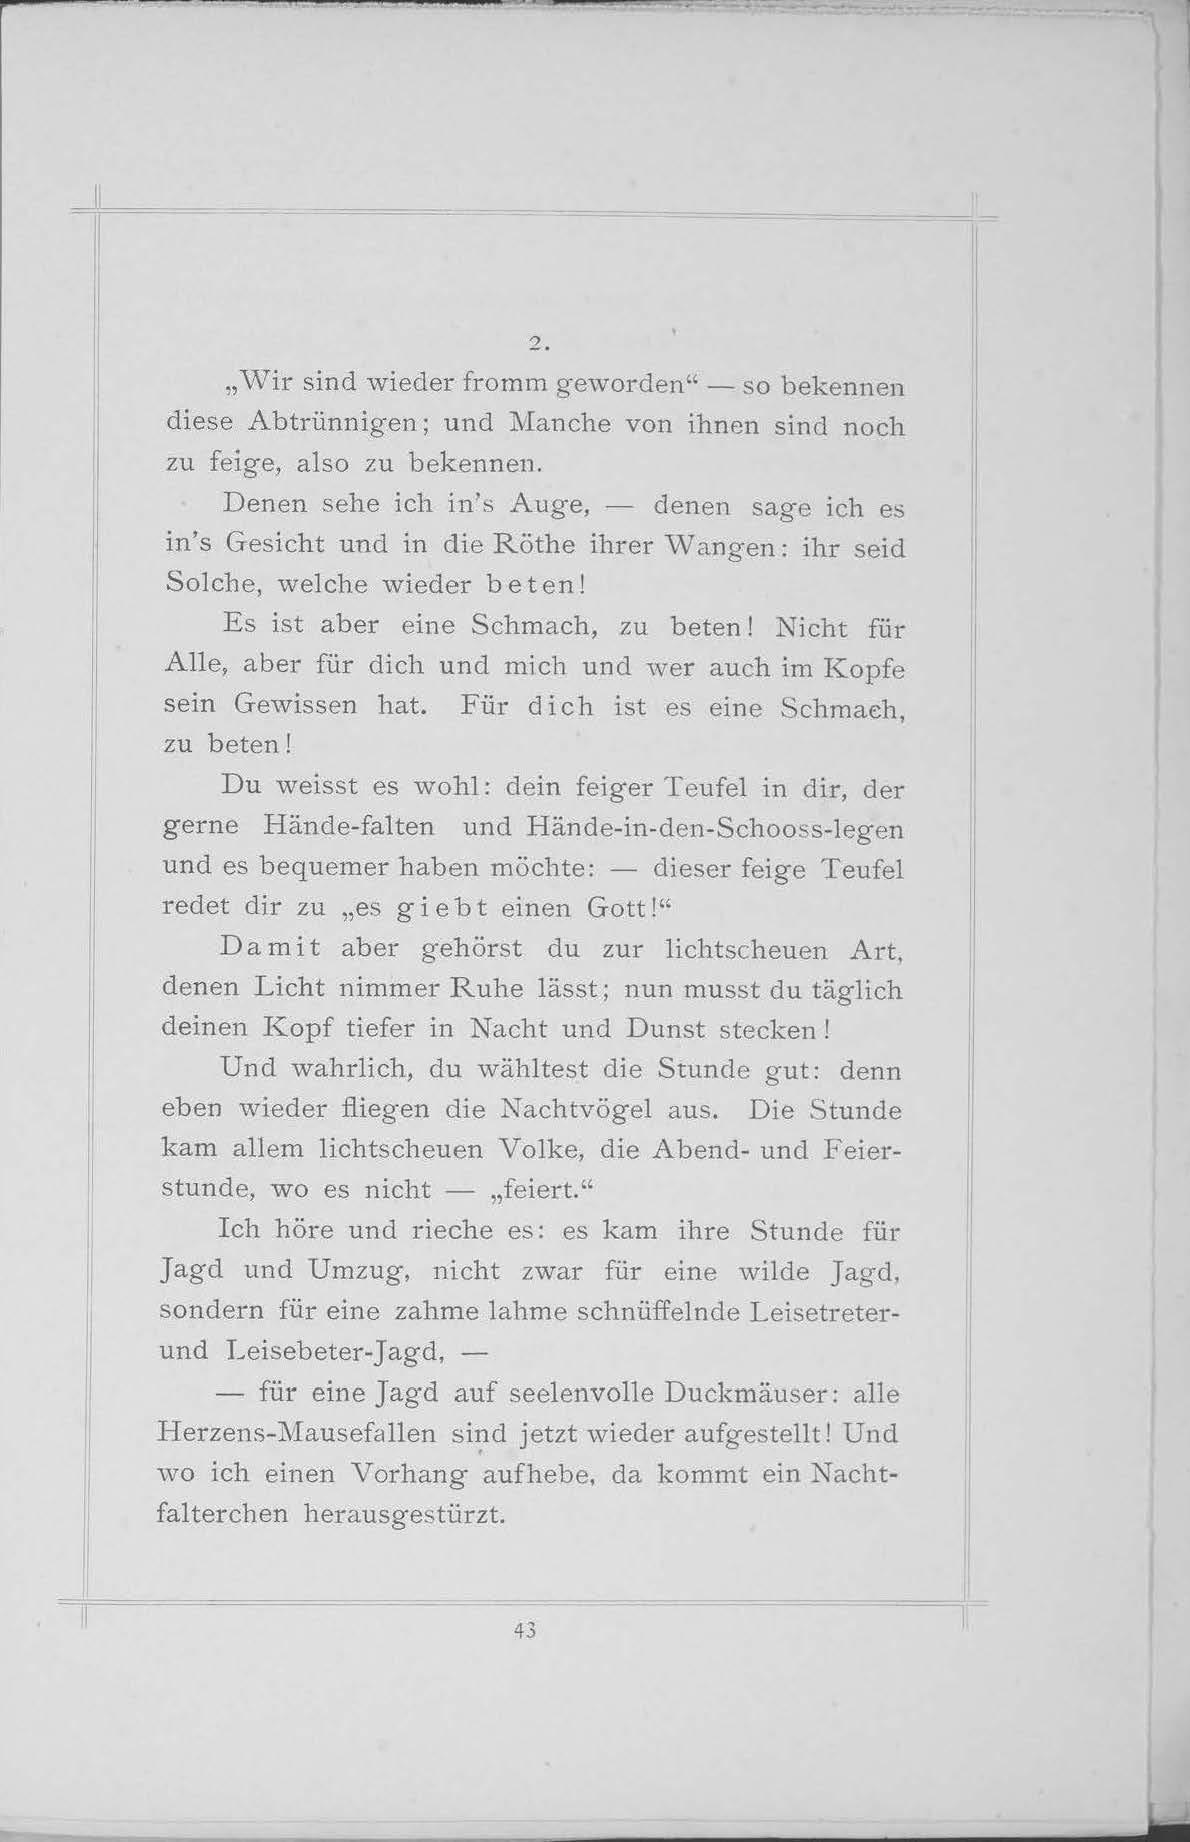 2.
„Wir sind wieder fromm geworden“ — so bekennen
diese Abtrünnigen; und Manche von ihnen sind noch
zu feige, also zu bekennen.
Denen sehe ich in's Auge, — denen sage ich es
in's Gesicht und in die Röthe ihrer Wangen: ihr seid
Solche, welche wieder beten!
Es ist aber eine Schmach, zu beten! Nicht für
Alle, aber für dich und mich und wer auch im Kopfe
sein Gewissen hat. Für dich ist es eine Schmach,
zu beten!
Du weisst es wohl: dein feiger Teufel in dir, der
gerne Hände-falten und Hände-in-den-Schooss-legen
und es bequemer haben möchte: — dieser feige Teufel
redet dir zu „es giebt einen Gott!“
Damit aber gehörst du zur lichtscheuen Art,
denen Licht nimmer Ruhe lässt; nun musst du täglich
deinen Kopf tiefer in Nacht und Dunst stecken!
Und wahrlich, du wähltest die Stunde gut: denn
eben wieder fliegen die Nachtvögel aus. Die Stunde
kam allem lichtscheuen Volke, die Abend- und Feier-
stunde, wo es nicht — „feiert.“
Ich höre und rieche es: es kam ihre Stunde für
Jagd und Umzug, nicht zwar für eine wilde Jagd,
sondern für eine zahme lahme schnüffelnde Leisetreter-
und Leisebeter-Jagd, —
— für eine Jagd auf seelenvolle Duckmäuser: alle
Herzens-Mausefallen sind jetzt wieder aufgestellt! Und
wo ich einen Vorhang aufhebe, da kommt ein Nacht-
falterchen herausgestürzt.
43